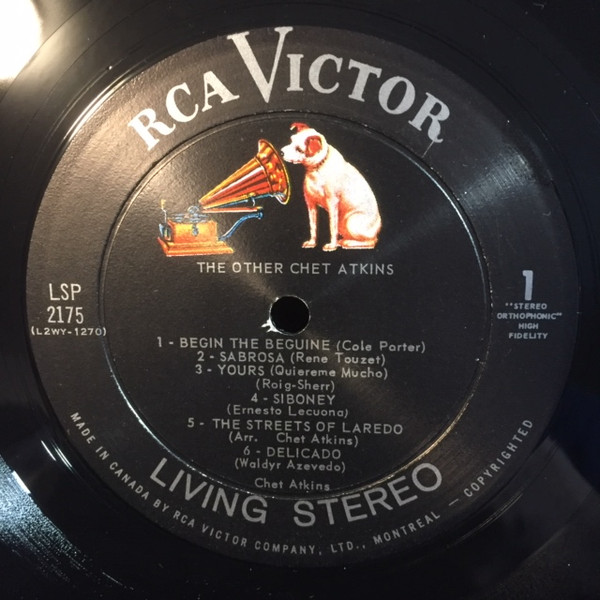 RCA VICTOR
THE OTHER CHET ATKINS
LSP
2175
(L2WY-1270)
1
"STEREO
ORTHOPHONIC"
HIGH
FIDELITY
1 - BEGIN THE BEGUINE (Cole Porter)
2 - SABROSA (Rene Touzet)
3 - YOURS (Quiereme Mucho)
(Roig-Sherr)
4 - SIBONEY
(Ernesto Lecuona)
5 - THE STREETS OF LAREDO
(Arr. Chet Atkins)
6 - DELICADO
(Waldyr Azevedo)
Chet Atkins
LIVING STEREO
MADE IN CANADA BY RCA VICTOR COMPANY, LTD., MONTREAL — COPYRIGHTED